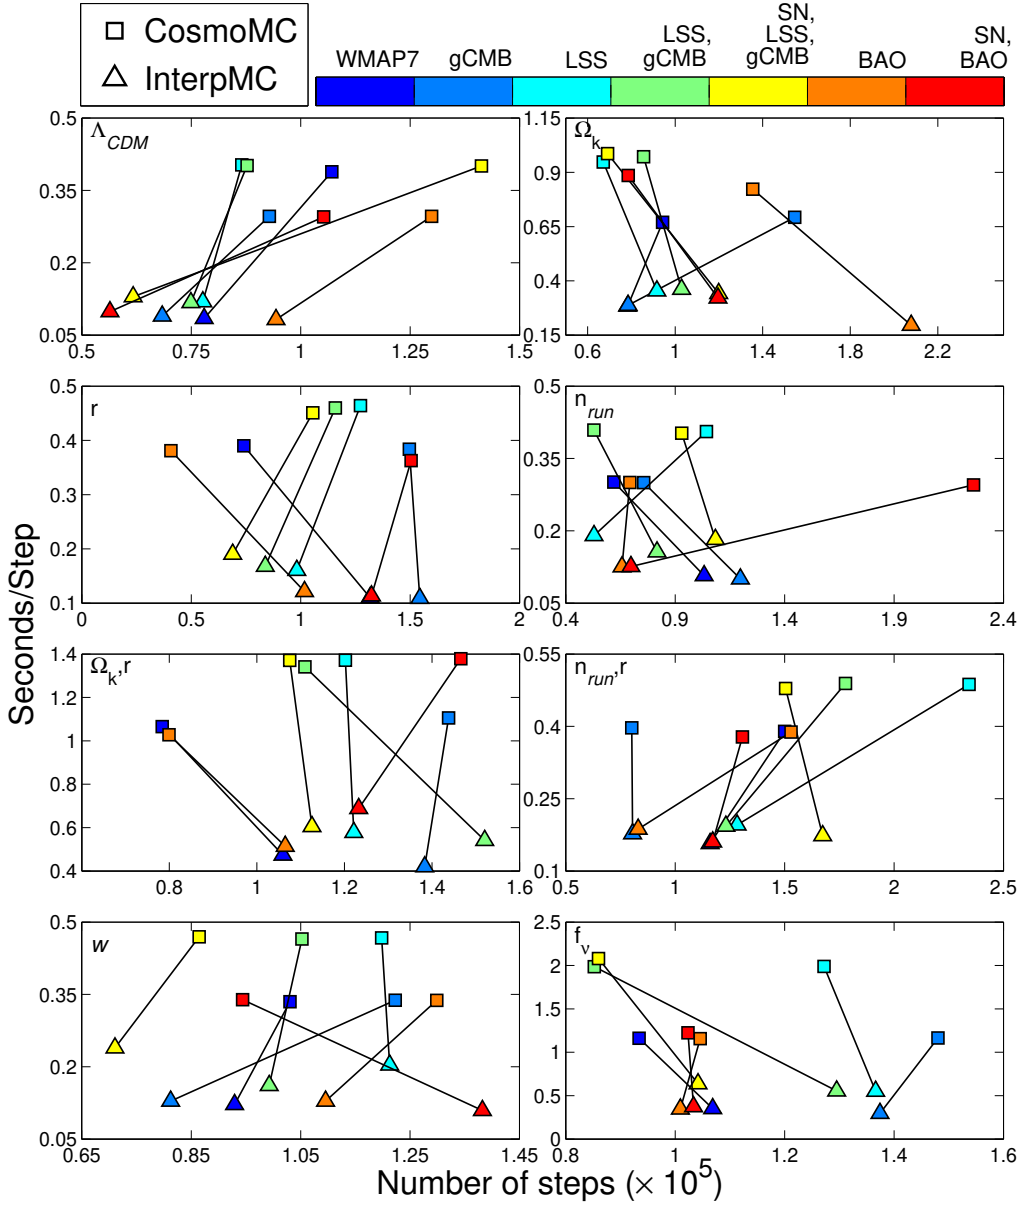 CosmoMC
InterpMC
WMAP7
gCMB
LSS
LSS,
gCMB
SN,
LSS,
gCMB
BAO
SN,
BAO
Λ_CDM
0.5
0.35
0.2
0.05
0.5 0.75 1 1.25 1.5
Ω_k
1.15
0.9
0.65
0.4
0.15
0.6 1 1.4 1.8 2.2
r
0.5
0.4
0.3
0.2
0.1
0 0.5 1 1.5 2
n_run
0.5
0.35
0.2
0.05
0.4 0.9 1.4 1.9 2.4
Ω_k,r
1.4
1.2
1
0.8
0.6
0.4
0.8 1 1.2 1.4 1.6
n_run,r
0.55
0.4
0.25
0.1
0.5 1 1.5 2 2.5
w
0.5
0.35
0.2
0.05
0.65 0.85 1.05 1.25 1.45
f_ν
2.5
2
1.5
1
0.5
0
0.8 1 1.2 1.4 1.6
Seconds/Step
Number of steps (× 10^5)